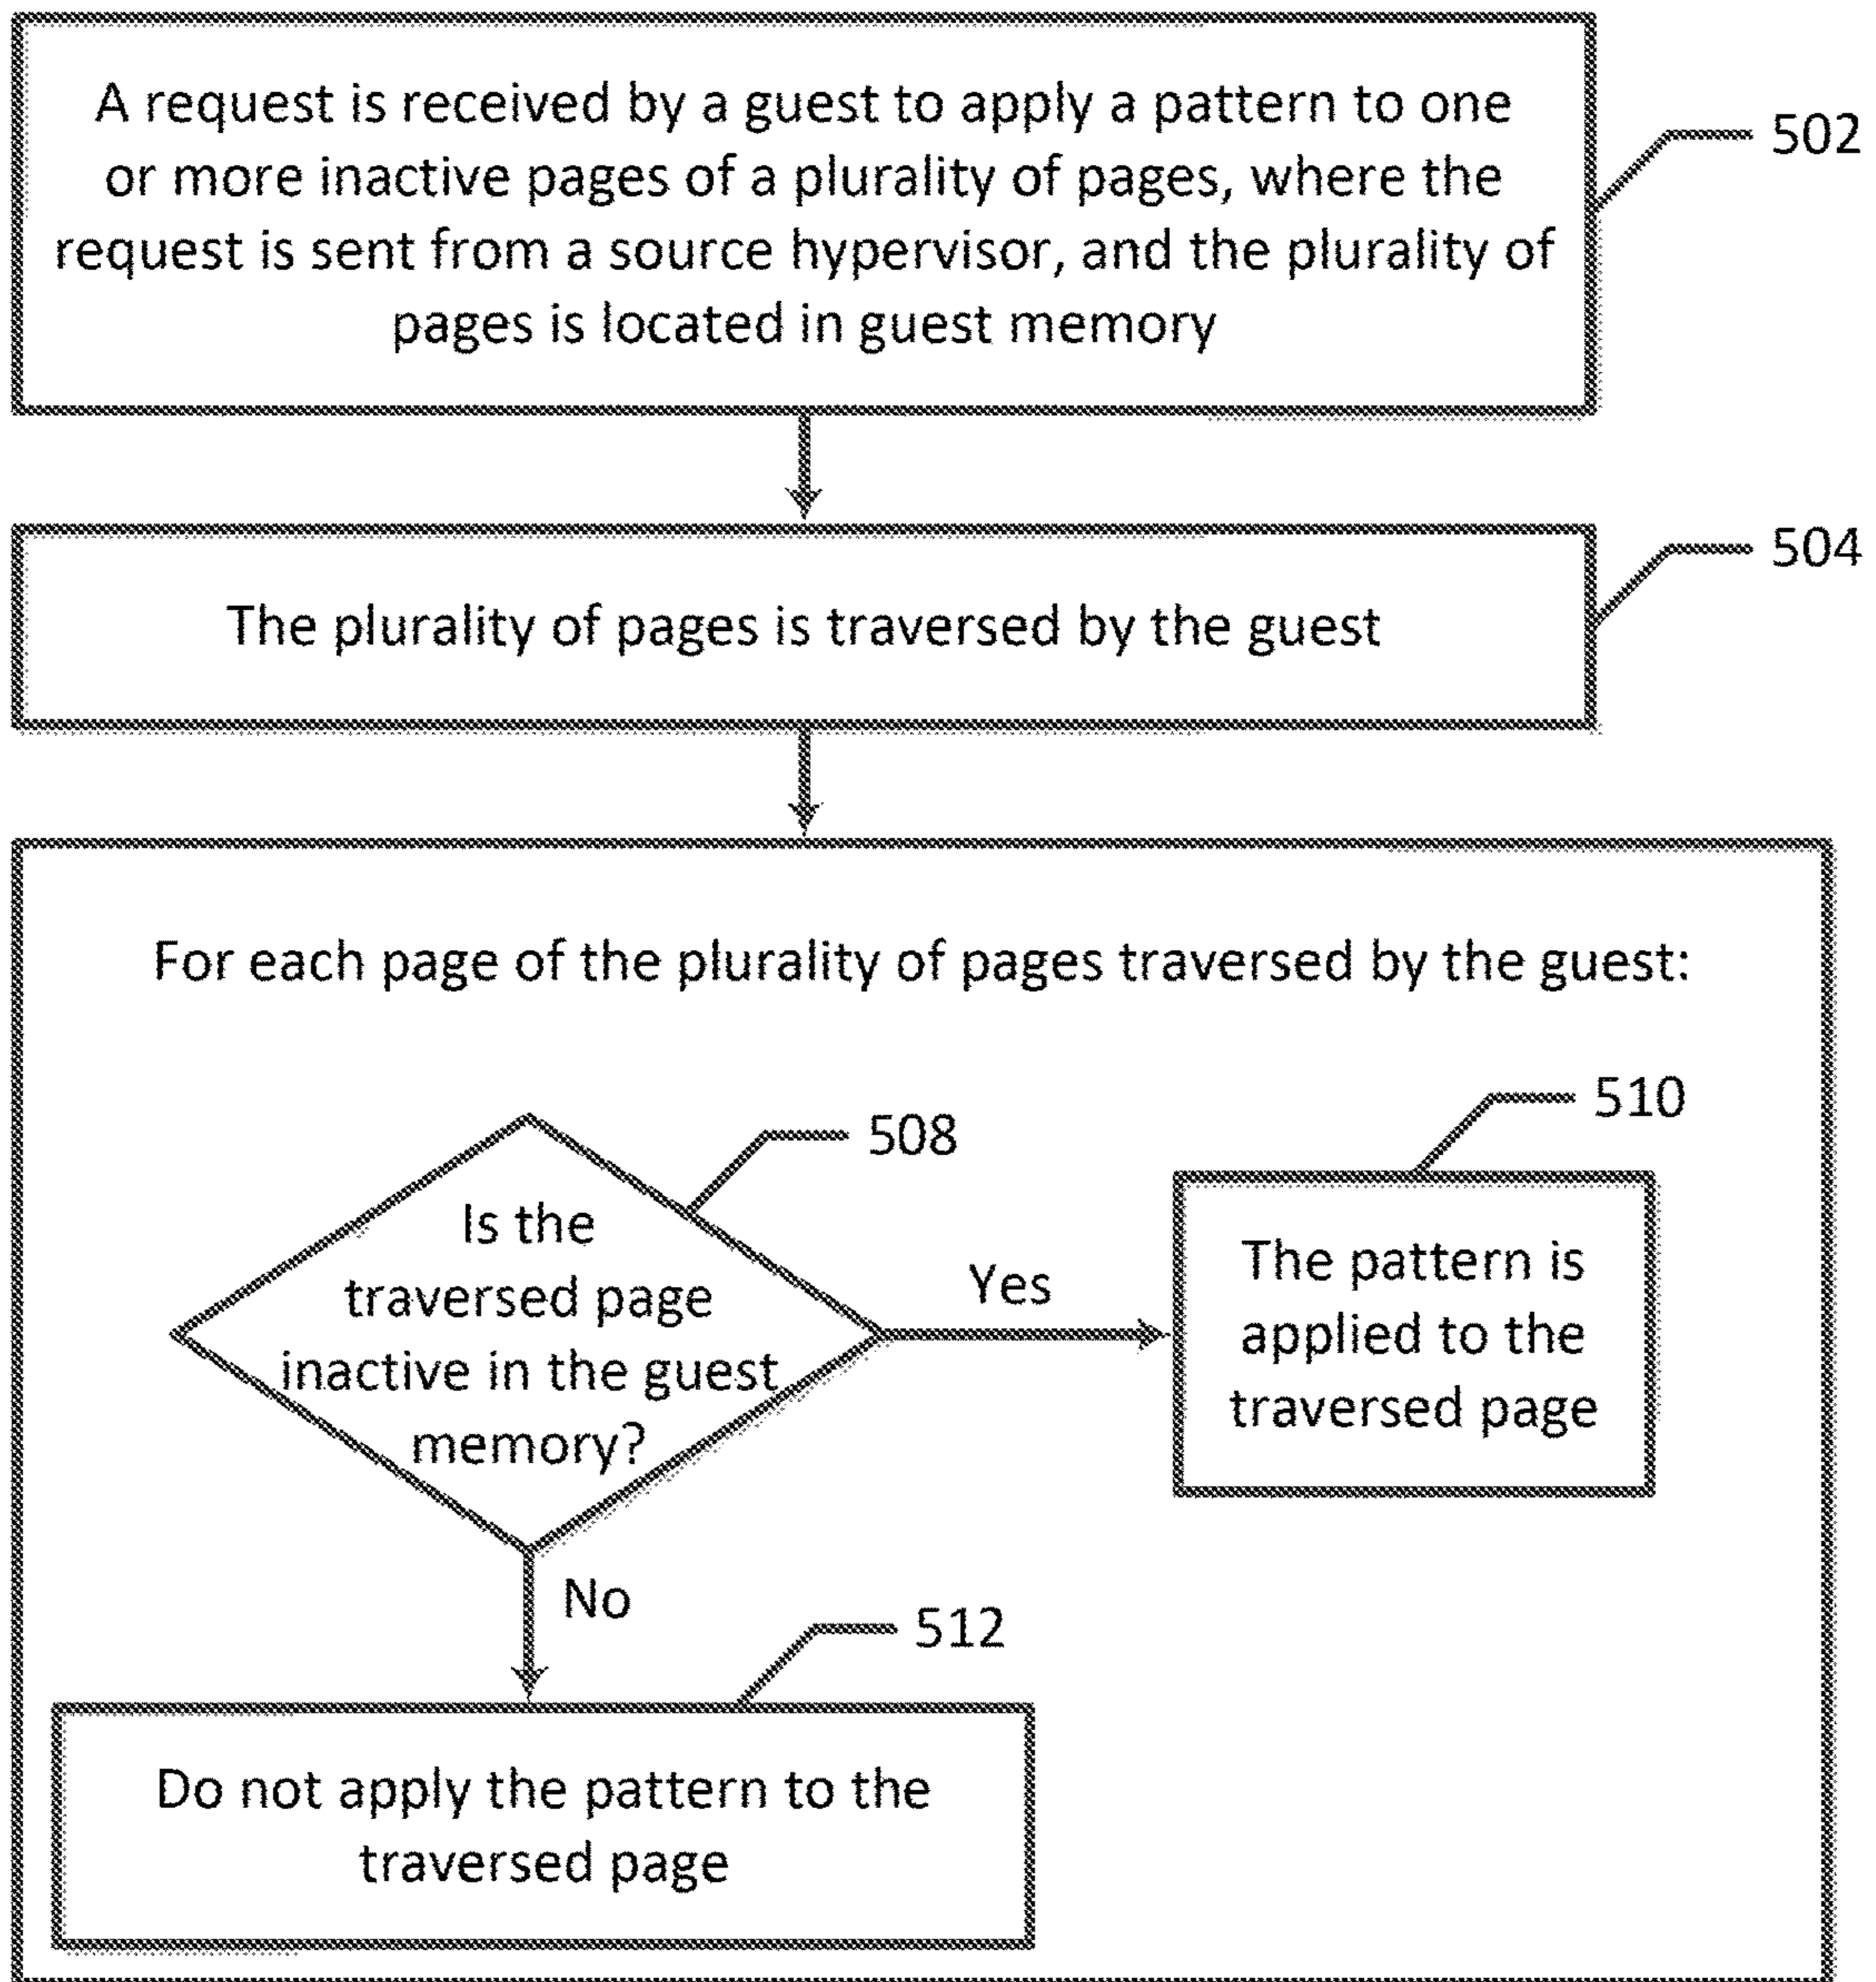 A request is received by a guest to apply a pattern to one
or more inactive pages of a plurality of pages, where the
request is sent from a source hypervisor, and the plurality of
pages is located in guest memory
502
504
The plurality of pages is traversed by the guest
For each page of the plurality of pages traversed by the guest:
508
510
Is the
traversed page
inactive in the guest
memory?
Yes
The pattern is
applied to the
traversed page
No
512
Do not apply the pattern to the
traversed page